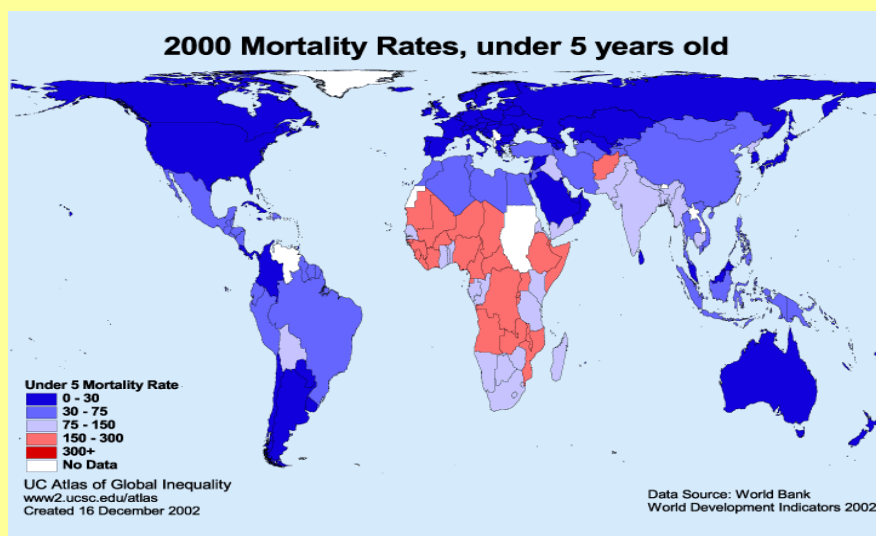 2000 Mortality Rates, under 5 years old
Under 5 Mortality Rate
0 - 30
30 - 75
75 - 150
150 - 300
300+
No Data
UC Atlas of Global Inequality
www2.ucsc.edu/atlas
Created 16 December 2002
Data Source: World Bank
World Development Indicators 2002